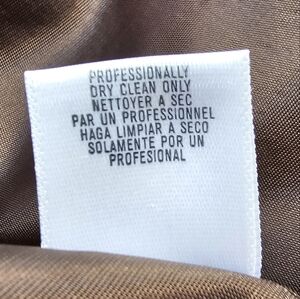 PROFESSIONALLY
DRY CLEAN ONLY
NETTOYER A SEC
PAR UN PROFESSIONNEL
HAGA LIMPIAR A SECO
SOLAMENTE POR UN
PROFESIONAL